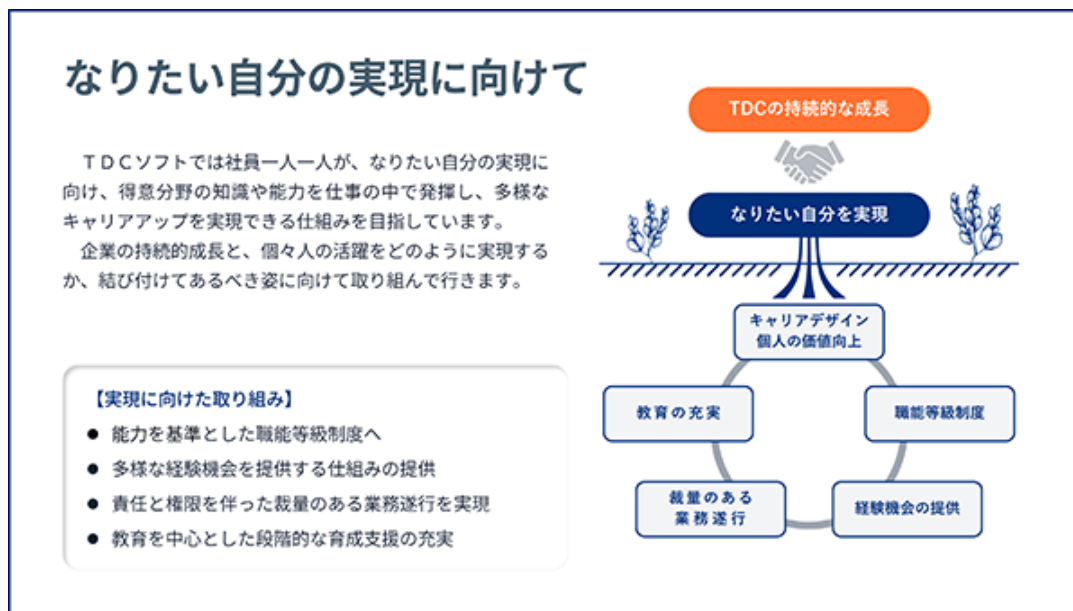 なりたい自分の実現に向けて
　ＴＤＣソフトでは社員一人一人が、なりたい自分の実現に
向け、得意分野の知識や能力を仕事の中で発揮し、多様な
キャリアアップを実現できる仕組みを目指しています。
　企業の持続的成長と、個々人の活躍をどのように実現する
か、結び付けてあるべき姿に向けて取り組んで行きます。
【実現に向けた取り組み】
● 能力を基準とした職能等級制度へ
● 多様な経験機会を提供する仕組みの提供
● 責任と権限を伴った裁量のある業務遂行を実現
● 教育を中心とした段階的な育成支援の充実
TDCの持続的な成長
なりたい自分を実現
キャリアデザイン
個人の価値向上
教育の充実
職能等級制度
裁量のある
業務遂行
経験機会の提供